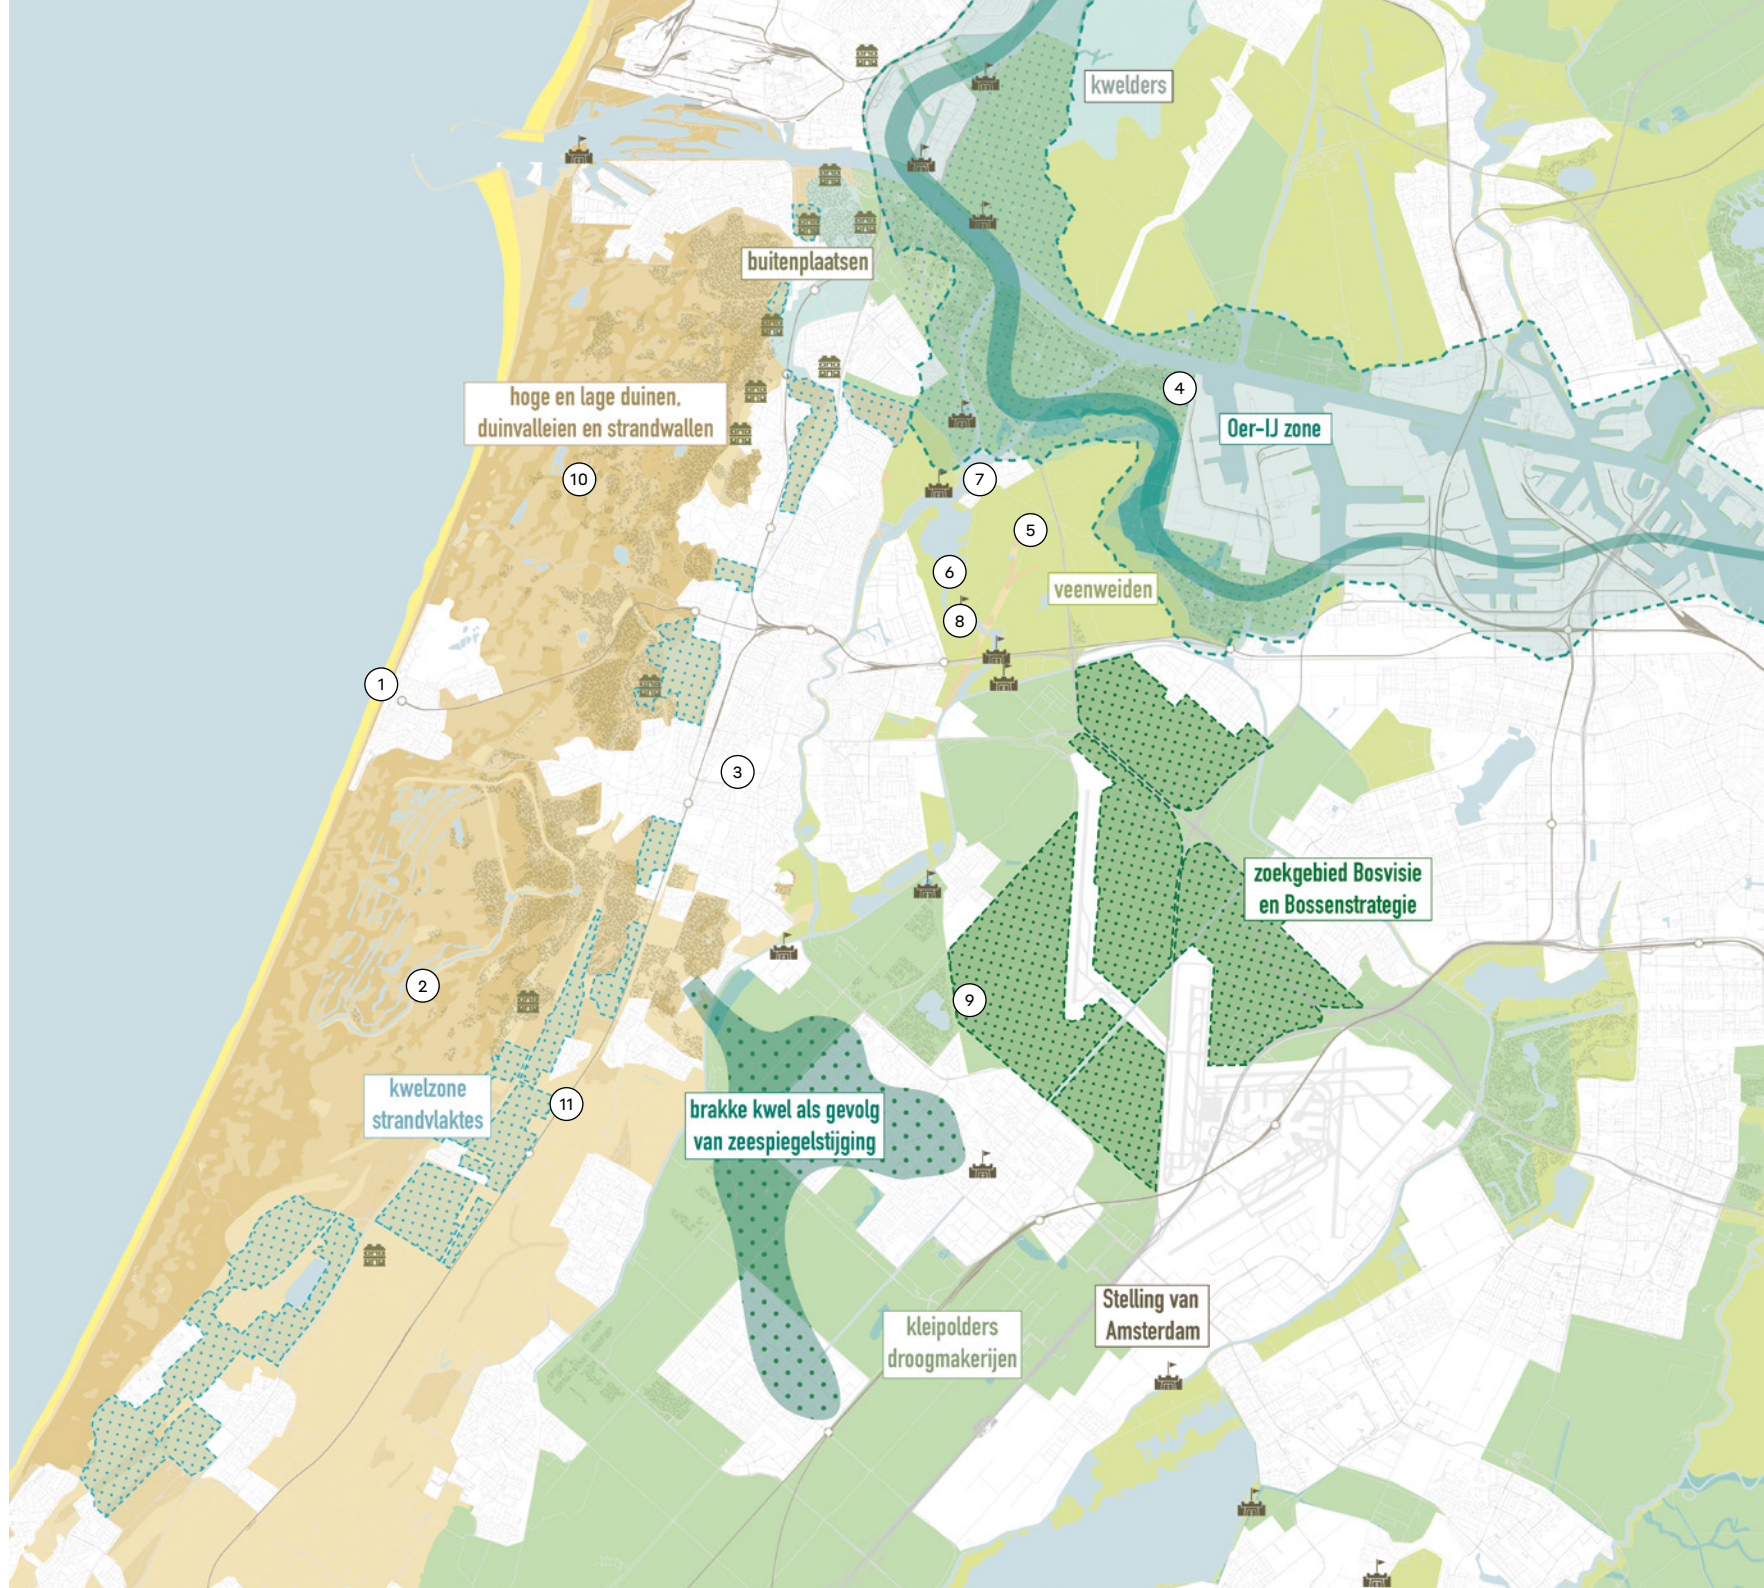 kwelders
buitenplaatsen
hoge en lage duinen,
duinvalleien en strandwallen
4
Oer-IJ zone
10
7
5
6
veenweiden
8
1
3
zoekgebied Bosvisie
en Bossenstrategie
2
9
kwelzone
strandvlaktes
11
brakke kwel als gevolg
van zeespiegelstijging
Stelling van
Amsterdam
kleipolders
droogmakerijen